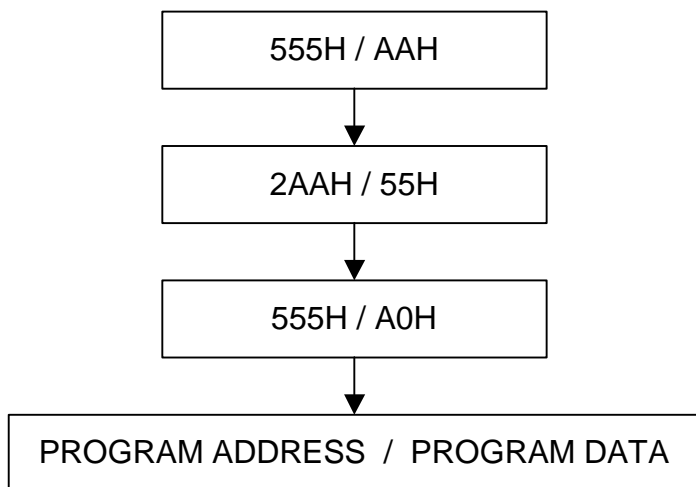 555H / AAH
2AAH / 55H
555H / A0H
PROGRAM ADDRESS / PROGRAM DATA